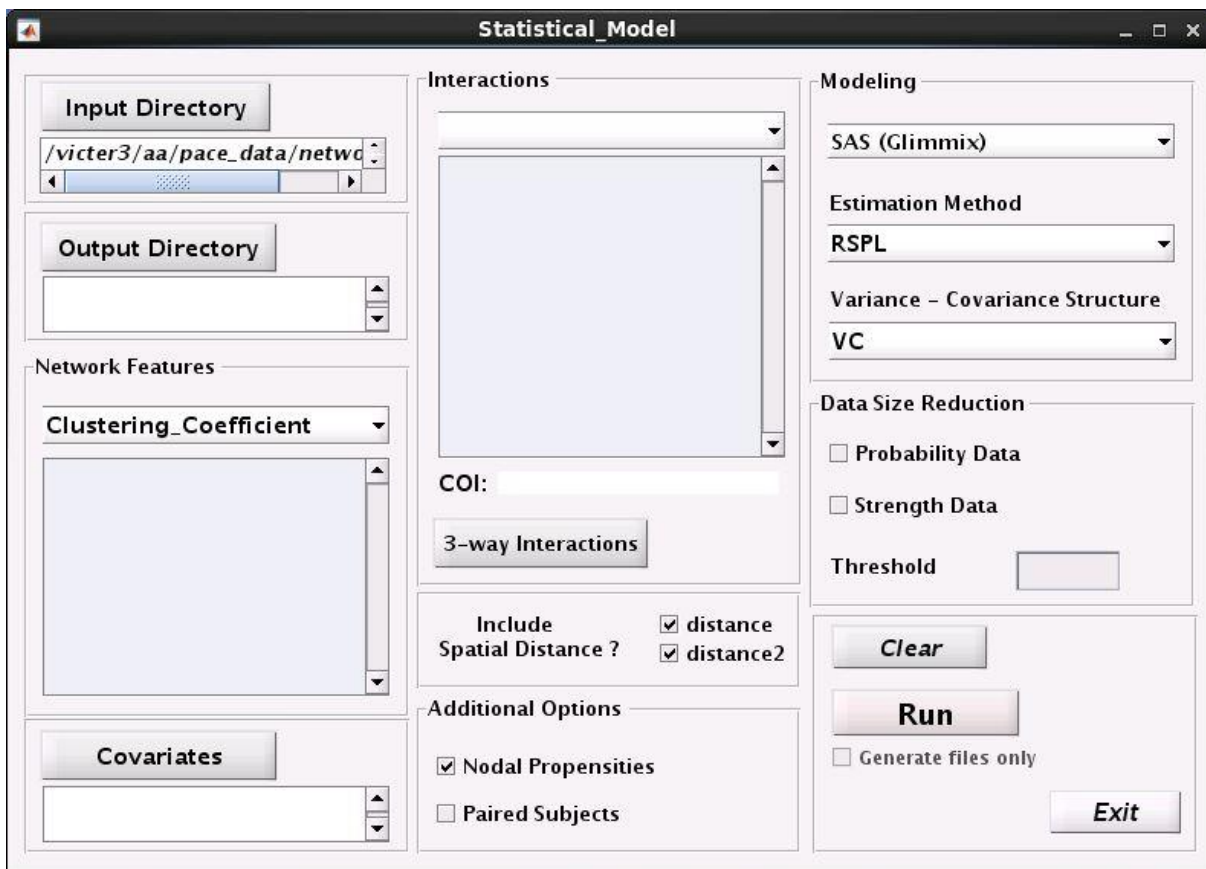 Statistical_Model
Input Directory
/victer3/aa/pace_data/netwo
Output Directory
Network Features
Clustering_Coefficient
Covariates
Interactions
COI:
3-way Interactions
Include
Spatial Distance ?
distance
distance2
Additional Options
Nodal Propensities
Paired Subjects
Modeling
SAS (Glimmix)
Estimation Method
RSPL
Variance - Covariance Structure
VC
Data Size Reduction
Probability Data
Strength Data
Threshold
Clear
Run
Generate files only
Exit